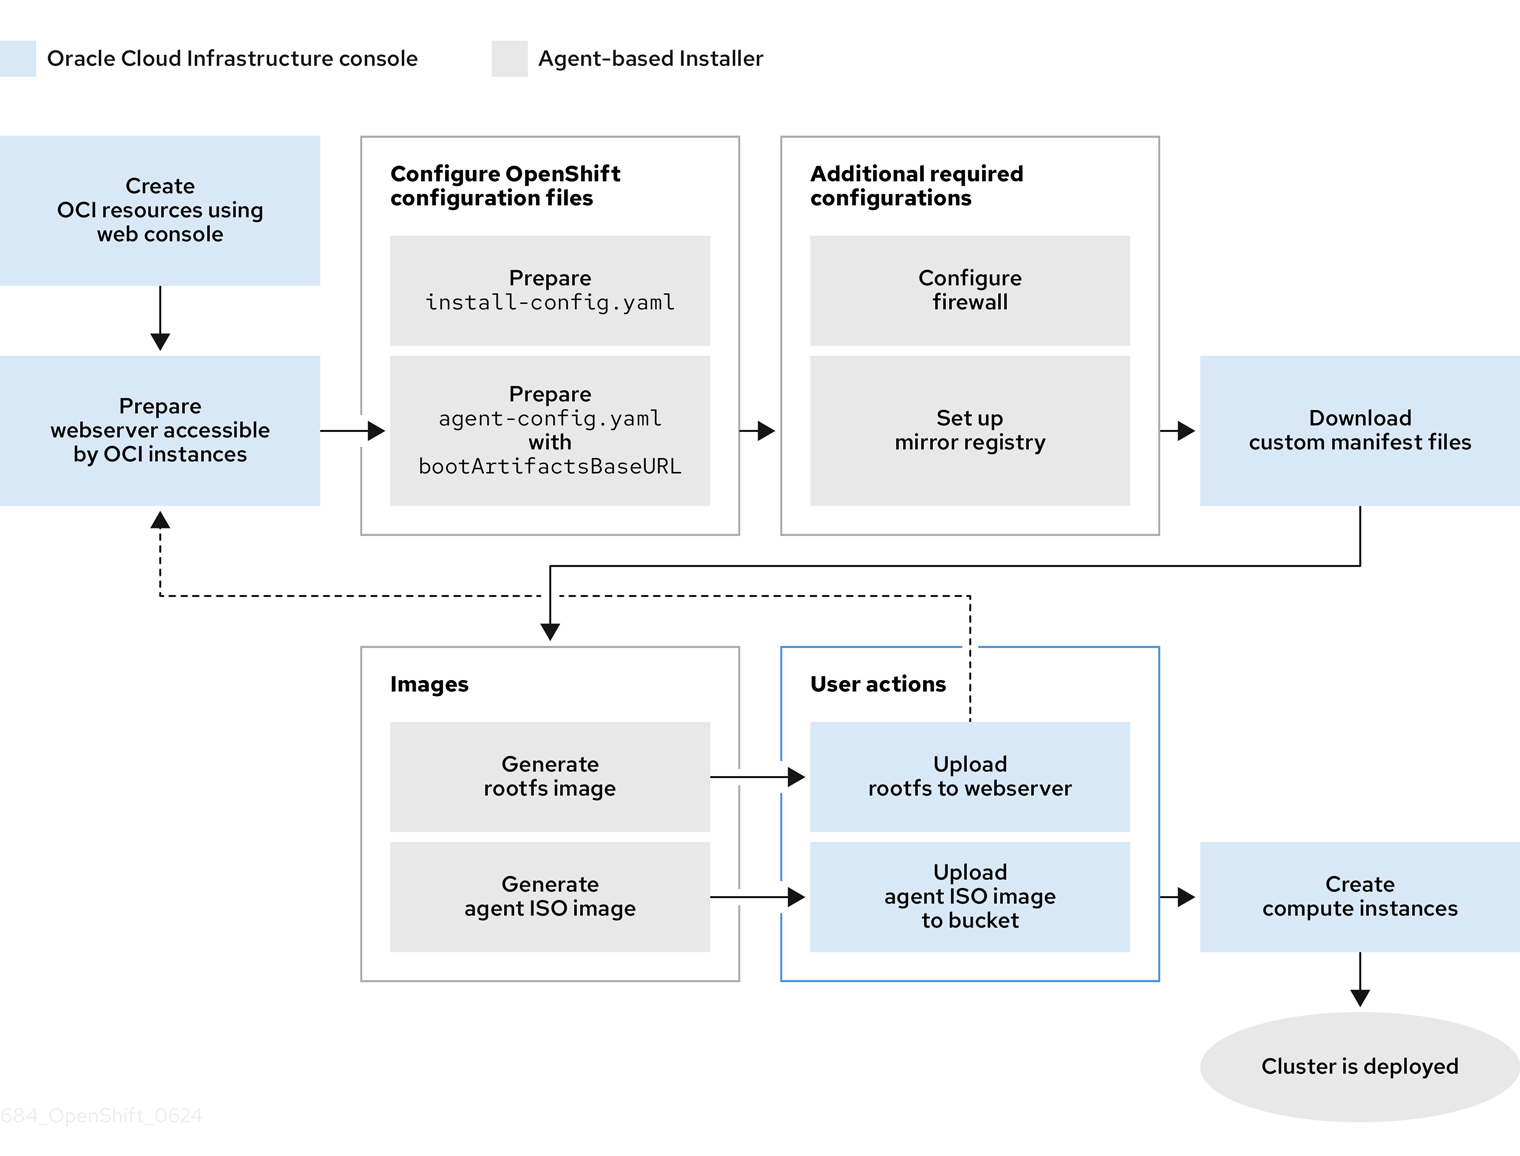 Oracle Cloud Infrastructure console
Agent-based Installer
Create
OCI resources using
web console
Prepare
webserver accessible
by OCI instances
Configure OpenShift
configuration files
Prepare
install-config.yaml
Prepare
agent-config.yaml
with
bootArtifactsBaseURL
Additional required
configurations
Configure
firewall
Set up
mirror registry
Download
custom manifest files
Images
Generate
rootfs image
Generate
agent ISO image
User actions
Upload
rootfs to webserver
Upload
agent ISO image
to bucket
Create
compute instances
Cluster is deployed
684_OpenShift_0624